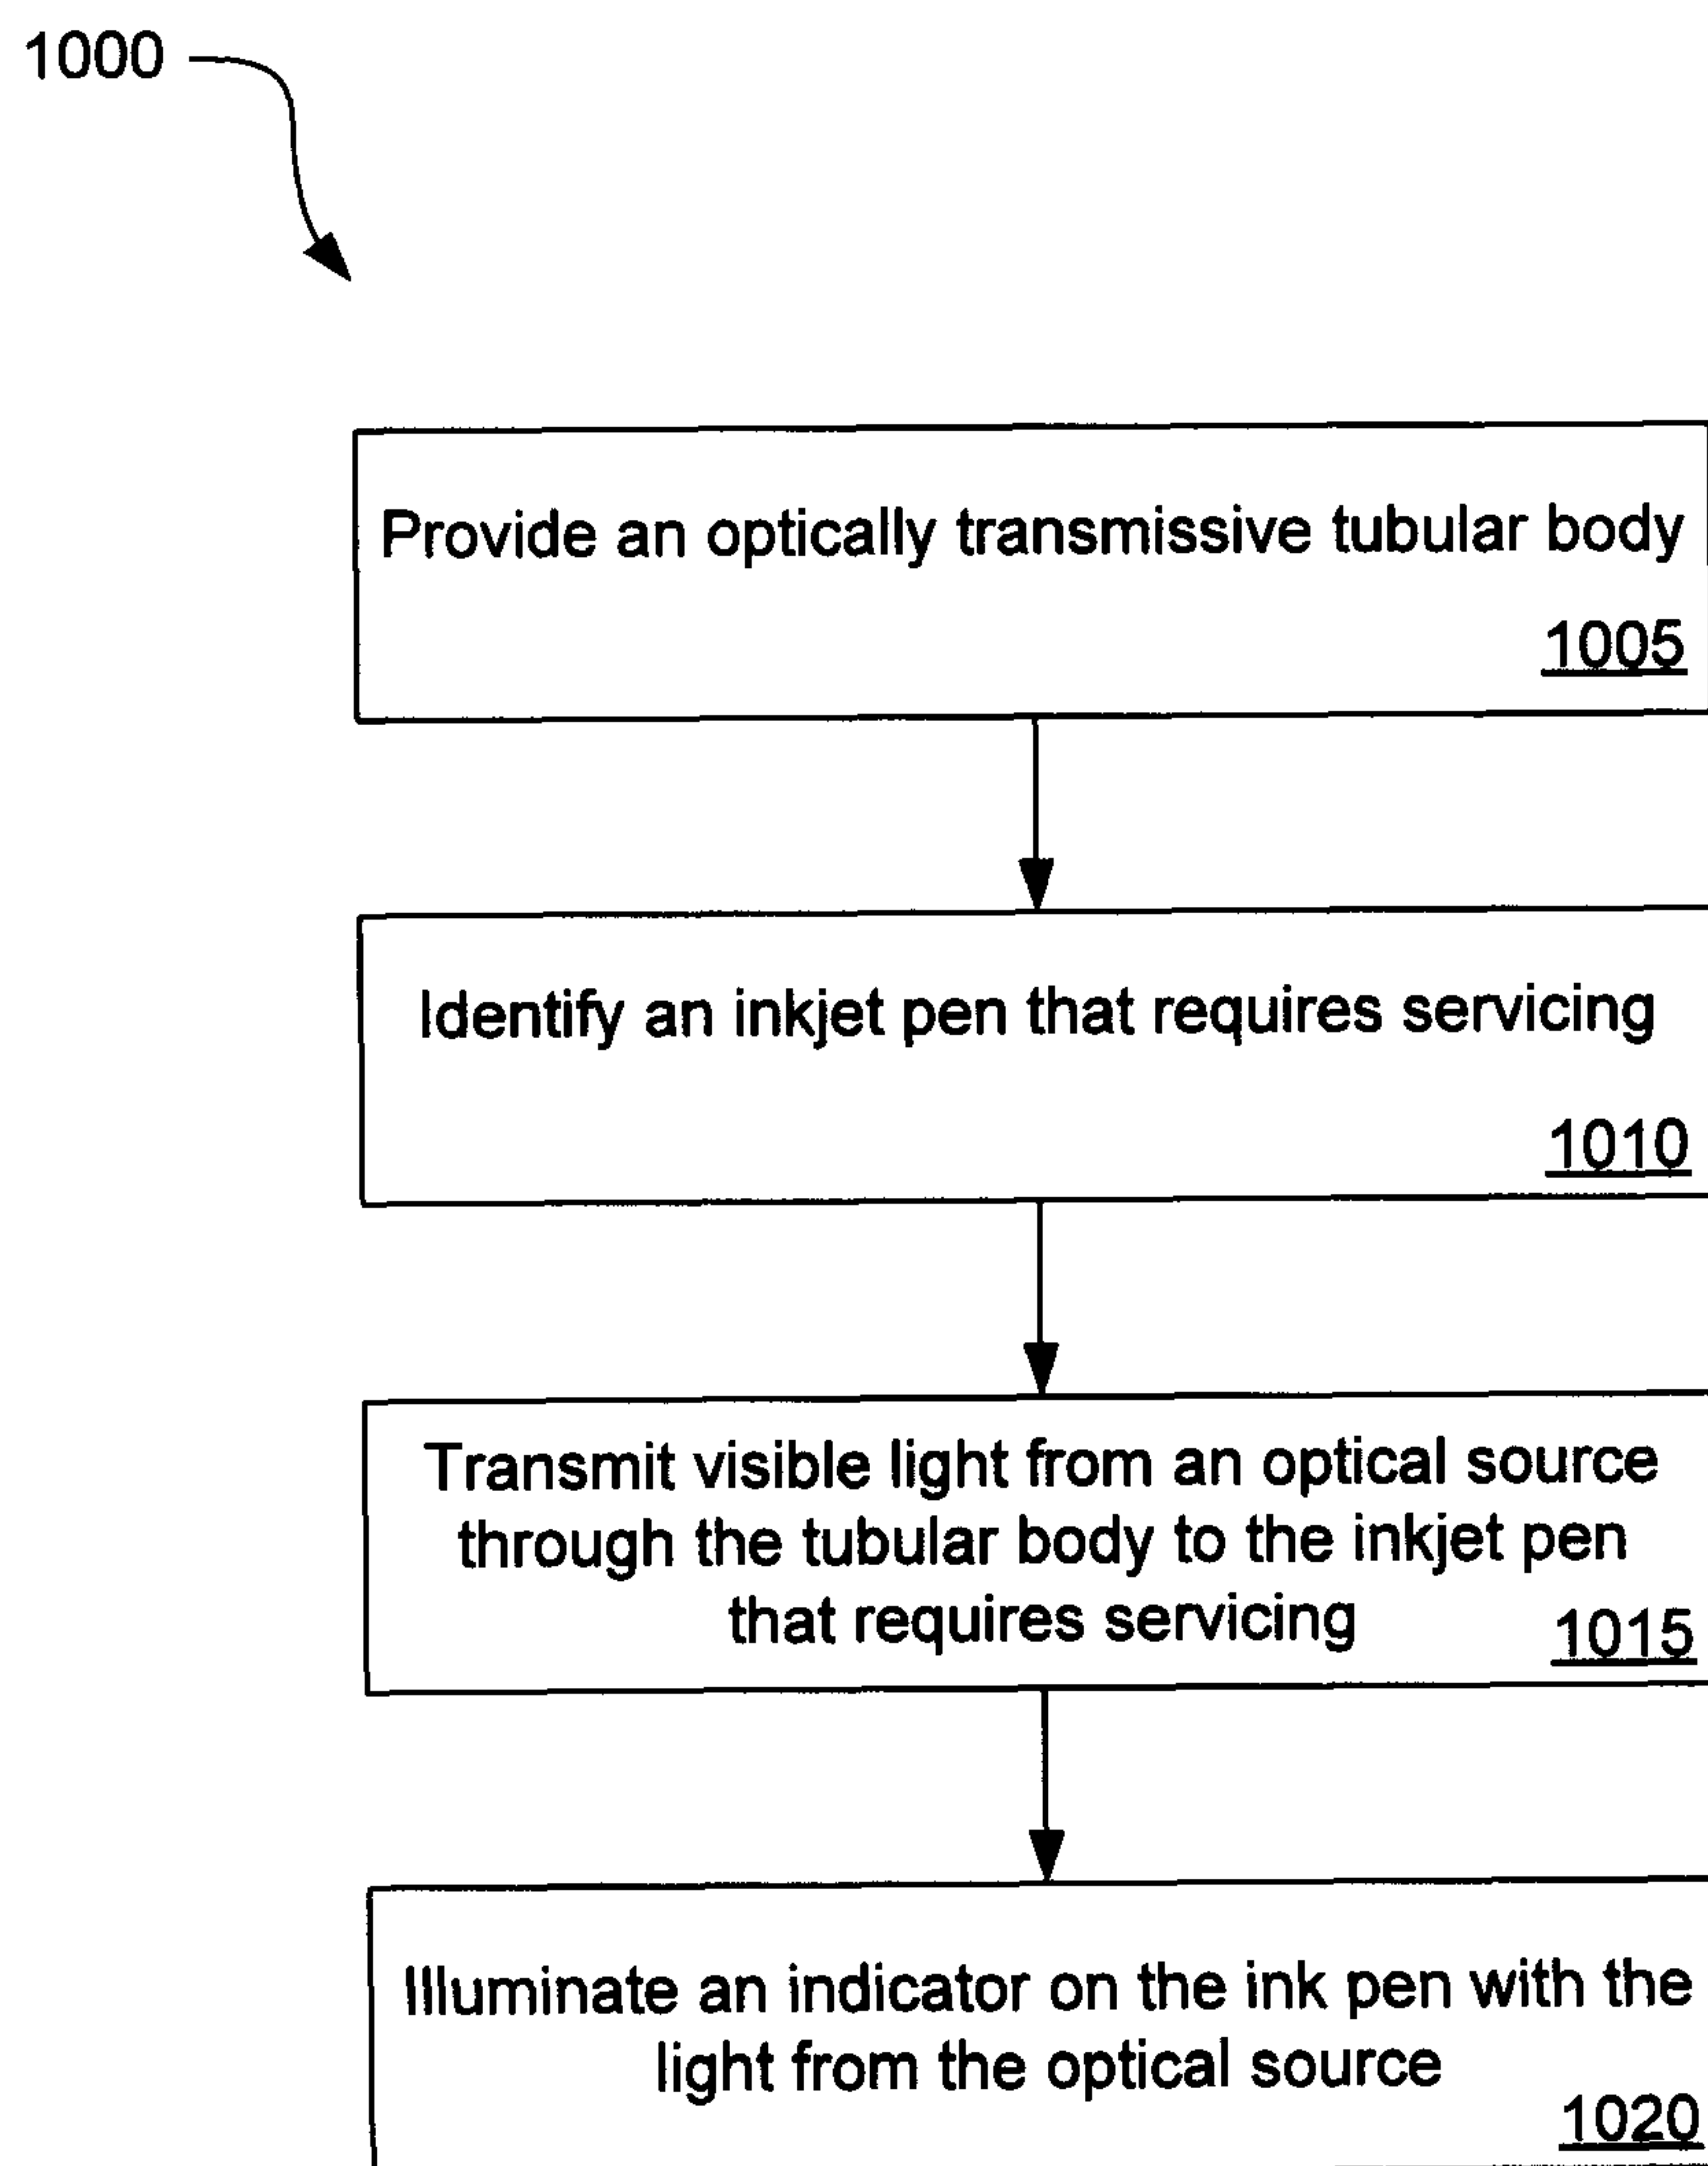 1000
Provide an optically transmissive tubular body
1005
Identify an inkjet pen that requires servicing
1010
Transmit visible light from an optical source
through the tubular body to the inkjet pen
that requires servicing
1015
Illuminate an indicator on the ink pen with the
light from the optical source
1020